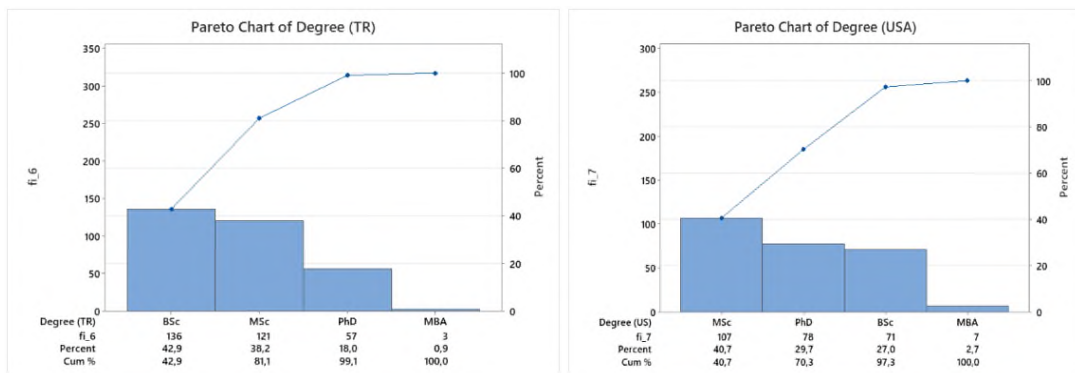 Pareto Chart of Degree (TR)
350
300
250
200
150
100
50
0
fi_6
100
80
60
40
20
0
Percent
Degree (TR) BSc MSc PhD MBA
fi_6 136 121 57 3
Percent 42,9 38,2 18,0 0,9
Cum % 42,9 81,1 99,1 100,0
Pareto Chart of Degree (USA)
300
250
200
150
100
50
0
fi_7
100
80
60
40
20
0
Percent
Degree (US) MSc PhD BSc MBA
fi_7 107 78 71 7
Percent 40,7 29,7 27,0 2,7
Cum % 40,7 70,3 97,3 100,0